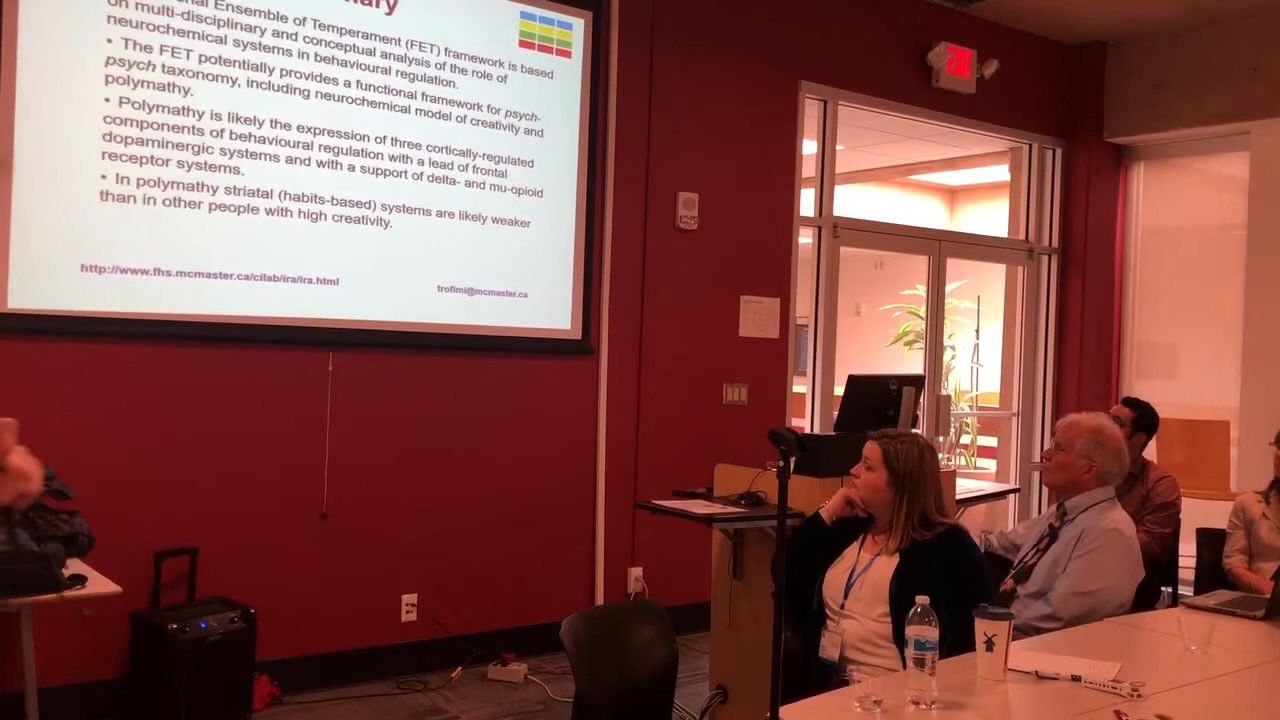 nal Ensemble of Temperament (FET) framework is based
on multi-disciplinary and conceptual analysis of the role of
neurochemical systems in behavioural regulation.
• The FET potentially provides a functional framework for psych-
psych taxonomy, including neurochemical model of creativity and
polymathy.
• Polymathy is likely the expression of three cortically-regulated
components of behavioural regulation with a lead of frontal
dopaminergic systems and with a support of delta- and mu-opioid
receptor systems.
• In polymathy striatal (habits-based) systems are likely weaker
than in other people with high creativity.
http://www.fhs.mcmaster.ca/cilab/ira/ira.html
trofimi@mcmaster.ca
EXIT